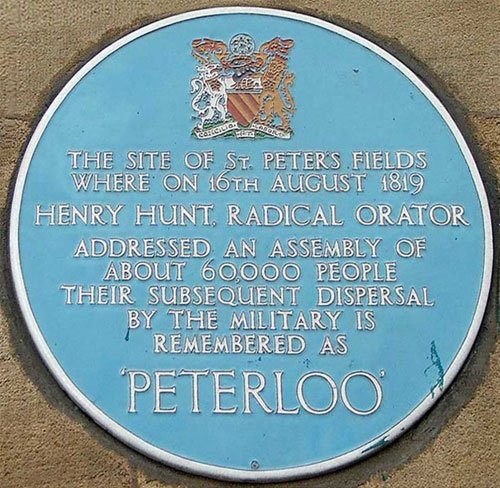 THE SITE OF ST. PETER'S FIELDS
WHERE ON 16TH AUGUST 1819
HENRY HUNT, RADICAL ORATOR
ADDRESSED AN ASSEMBLY OF
ABOUT 60,000 PEOPLE
THEIR SUBSEQUENT DISPERSAL
BY THE MILITARY IS
REMEMBERED AS
'PETERLOO'